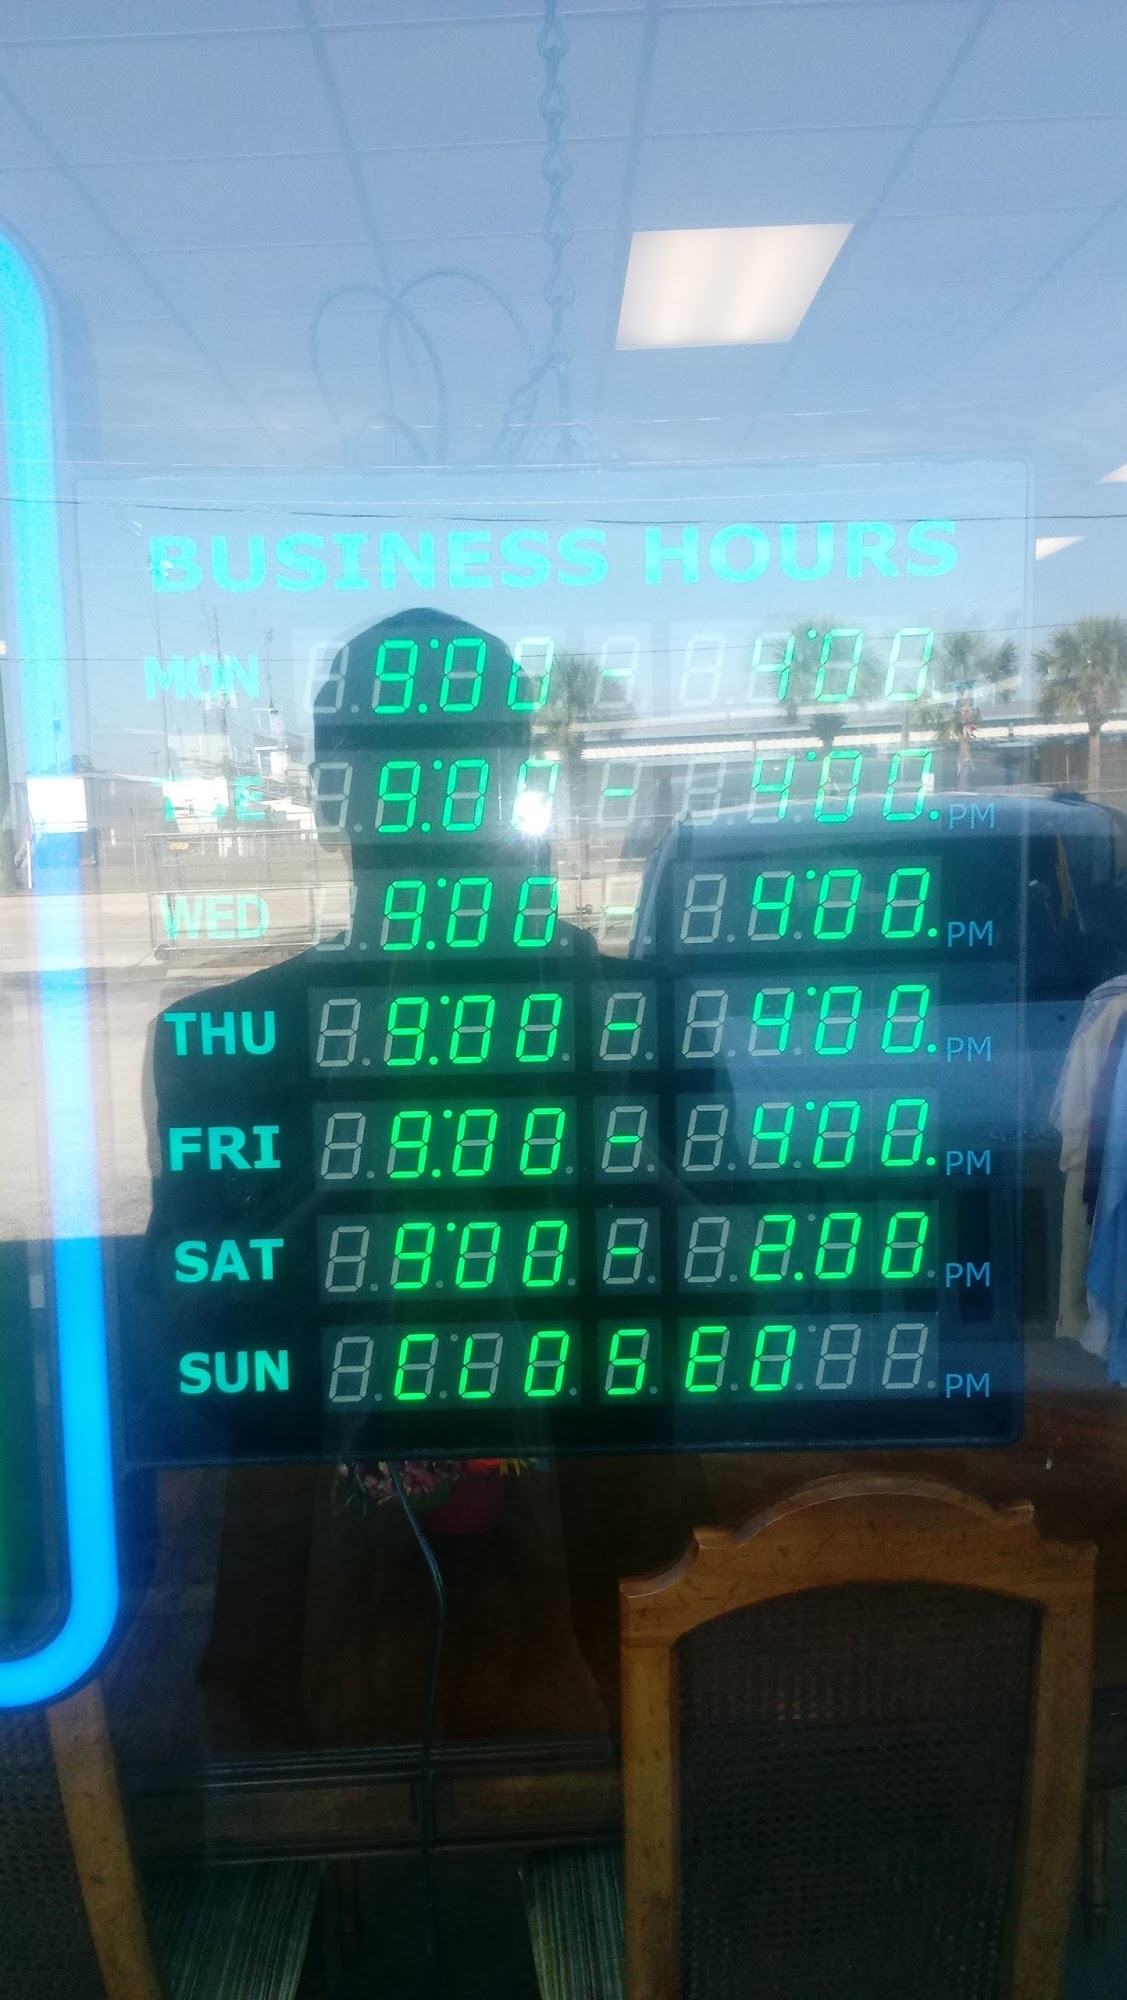 BUSINESS HOURS
MON 9:00 - 4:00
TUE 9:00 - 4:00 PM
WED 9:00 - 4:00 PM
THU 9:00 - 4:00 PM
FRI 9:00 - 4:00 PM
SAT 9:00 - 2:00 PM
SUN CLOSED PM